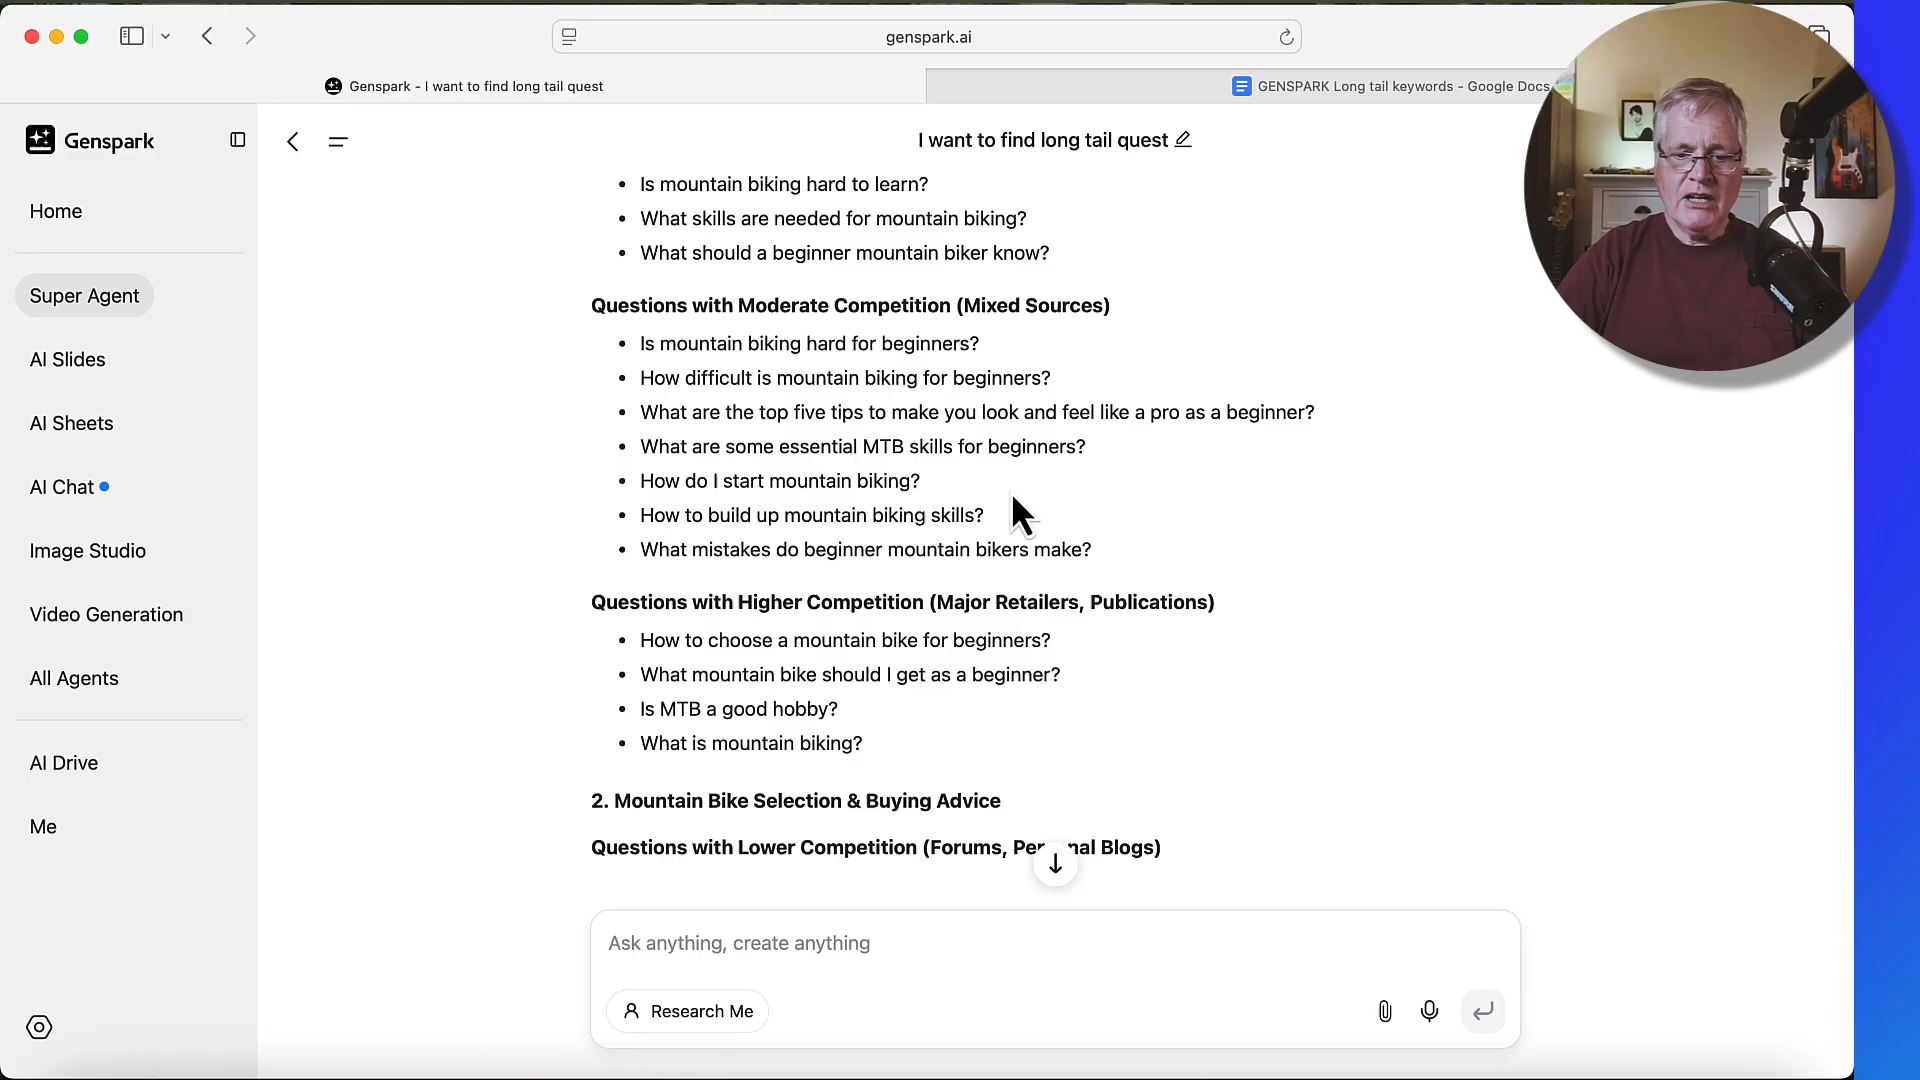 genspark.ai
Genspark - I want to find long tail quest
GENSPARK Long tail keywords - Google Docs
Genspark
I want to find long tail quest
Home
Super Agent
AI Slides
AI Sheets
AI Chat
Image Studio
Video Generation
All Agents
AI Drive
Me
• Is mountain biking hard to learn?
• What skills are needed for mountain biking?
• What should a beginner mountain biker know?
Questions with Moderate Competition (Mixed Sources)
• Is mountain biking hard for beginners?
• How difficult is mountain biking for beginners?
• What are the top five tips to make you look and feel like a pro as a beginner?
• What are some essential MTB skills for beginners?
• How do I start mountain biking?
• How to build up mountain biking skills?
• What mistakes do beginner mountain bikers make?
Questions with Higher Competition (Major Retailers, Publications)
• How to choose a mountain bike for beginners?
• What mountain bike should I get as a beginner?
• Is MTB a good hobby?
• What is mountain biking?
2. Mountain Bike Selection & Buying Advice
Questions with Lower Competition (Forums, Personal Blogs)
Ask anything, create anything
Research Me